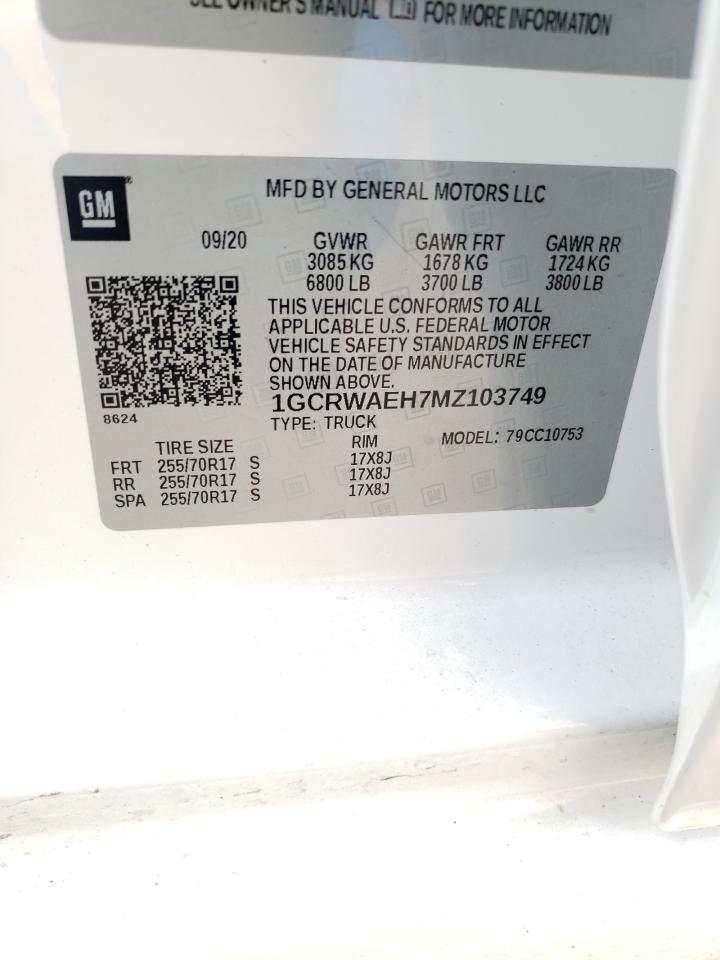 SEE OWNER'S MANUAL FOR MORE INFORMATION
GM
MFD BY GENERAL MOTORS LLC
09/20 GVWR GAWR FRT GAWR RR
3085 KG 1678 KG 1724 KG
6800 LB 3700 LB 3800 LB
THIS VEHICLE CONFORMS TO ALL
APPLICABLE U.S. FEDERAL MOTOR
VEHICLE SAFETY STANDARDS IN EFFECT
ON THE DATE OF MANUFACTURE
SHOWN ABOVE.
1GCRWAEH7MZ103749
8624
TYPE: TRUCK MODEL: 79CC10753
TIRE SIZE RIM
FRT 255/70R17 S 17X8J
RR 255/70R17 S 17X8J
SPA 255/70R17 S 17X8J